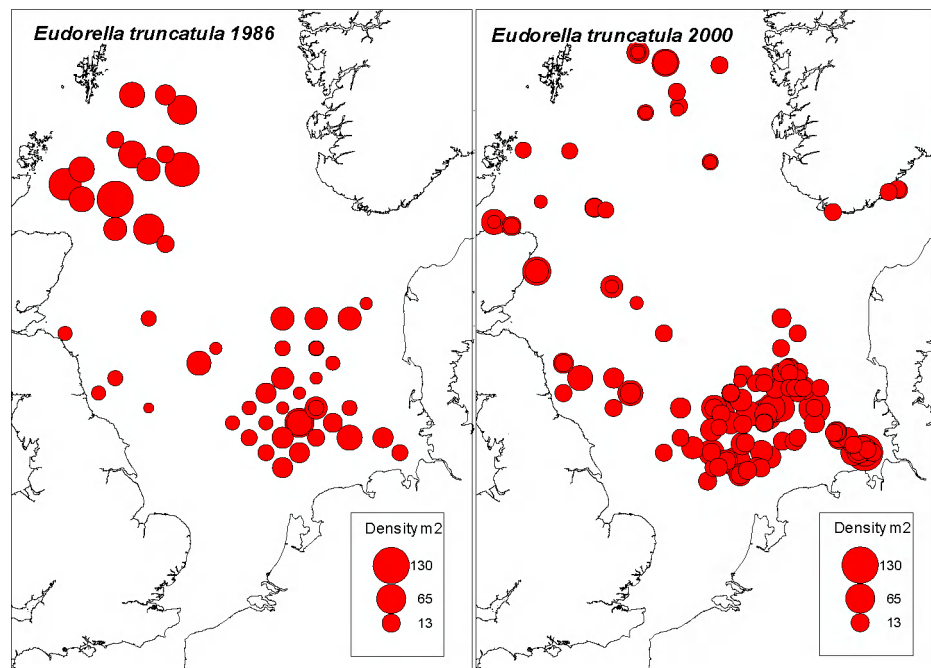 Eudorella truncatula 1986
Density m2
130
65
13
Eudorella truncatula 2000
Density m2
130
65
13